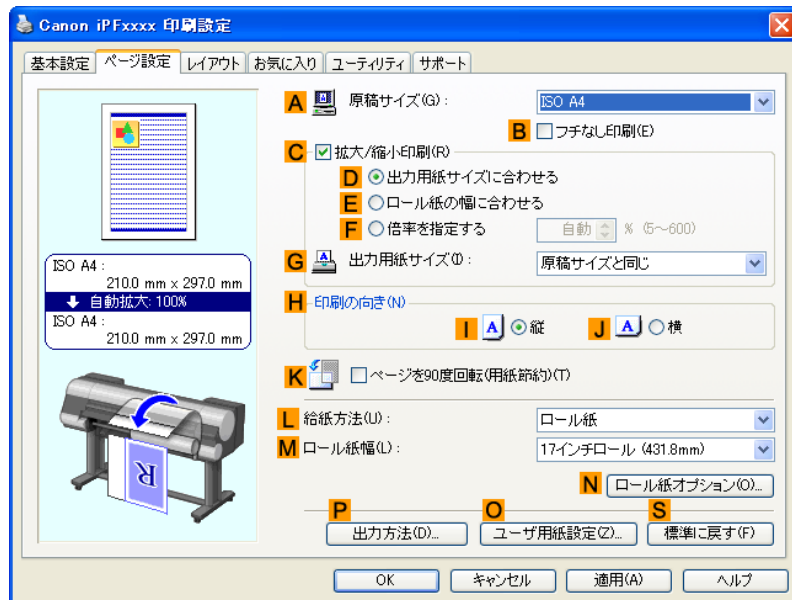 Canon iPFxxxx 印刷設定
基本設定 ページ設定 レイアウト お気に入り ユーティリティ サポート
A 原稿サイズ(G): ISO A4
B フチなし印刷(E)
C 拡大/縮小印刷(R)
D 出力用紙サイズに合わせる
E ロール紙の幅に合わせる
F 倍率を指定する 自動 % (5～600)
G 出力用紙サイズ(I): 原稿サイズと同じ
ISO A4 :
210.0 mm x 297.0 mm
自動拡大: 100%
ISO A4 :
210.0 mm x 297.0 mm
H 印刷の向き(N)
I A 縦 J A 横
K ページを90度回転(用紙節約)(T)
L 給紙方法(U): ロール紙
M ロール紙幅(L): 17インチロール (431.8mm)
R
N ロール紙オプション(O)...
P O S
出力方法(D)... ユーザ用紙設定(Z)... 標準に戻す(F)
OK キャンセル 適用(A) ヘルプ